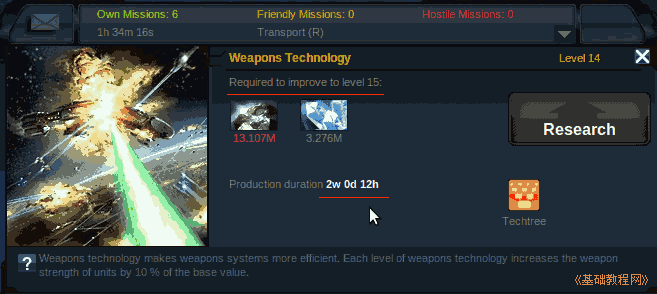 Own Missions: 6 Friendly Missions: 0 Hostile Missions: 0
1h 34m 16s Transport (R)
Weapons Technology Level 14
Required to improve to level 15:
13.107M 3.276M
Research
Production duration 2w 0d 12h
Techtree
? Weapons technology makes weapons systems more efficient. Each level of weapons technology increases the weapon
strength of units by 10 % of the base value.
《基础教程网》